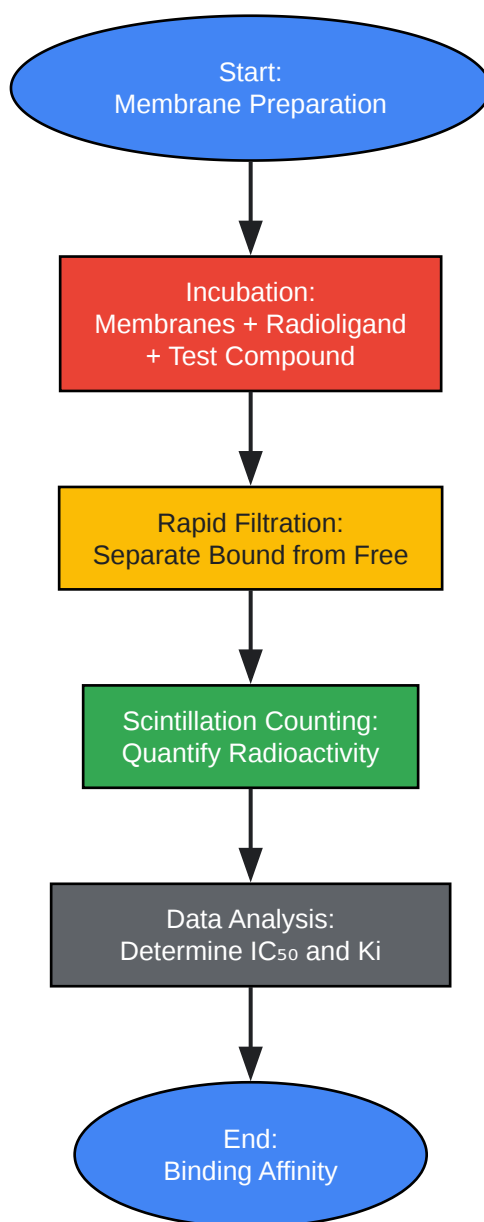 Start:
Membrane Preparation
Incubation:
Membranes + Radioligand
+ Test Compound
Rapid Filtration:
Separate Bound from Free
Scintillation Counting:
Quantify Radioactivity
Data Analysis:
Determine IC₅₀ and Ki
End:
Binding Affinity